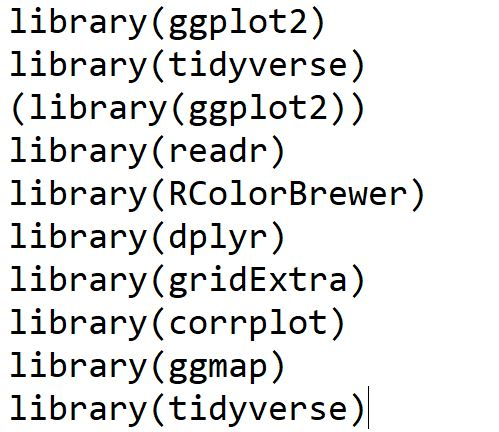 library(ggplot2)
library(tidyverse)
(library(ggplot2))
library(readr)
library(RColorBrewer)
library(dplyr)
library(gridExtra)
library(corrplot)
library(ggmap)
library(tidyverse)